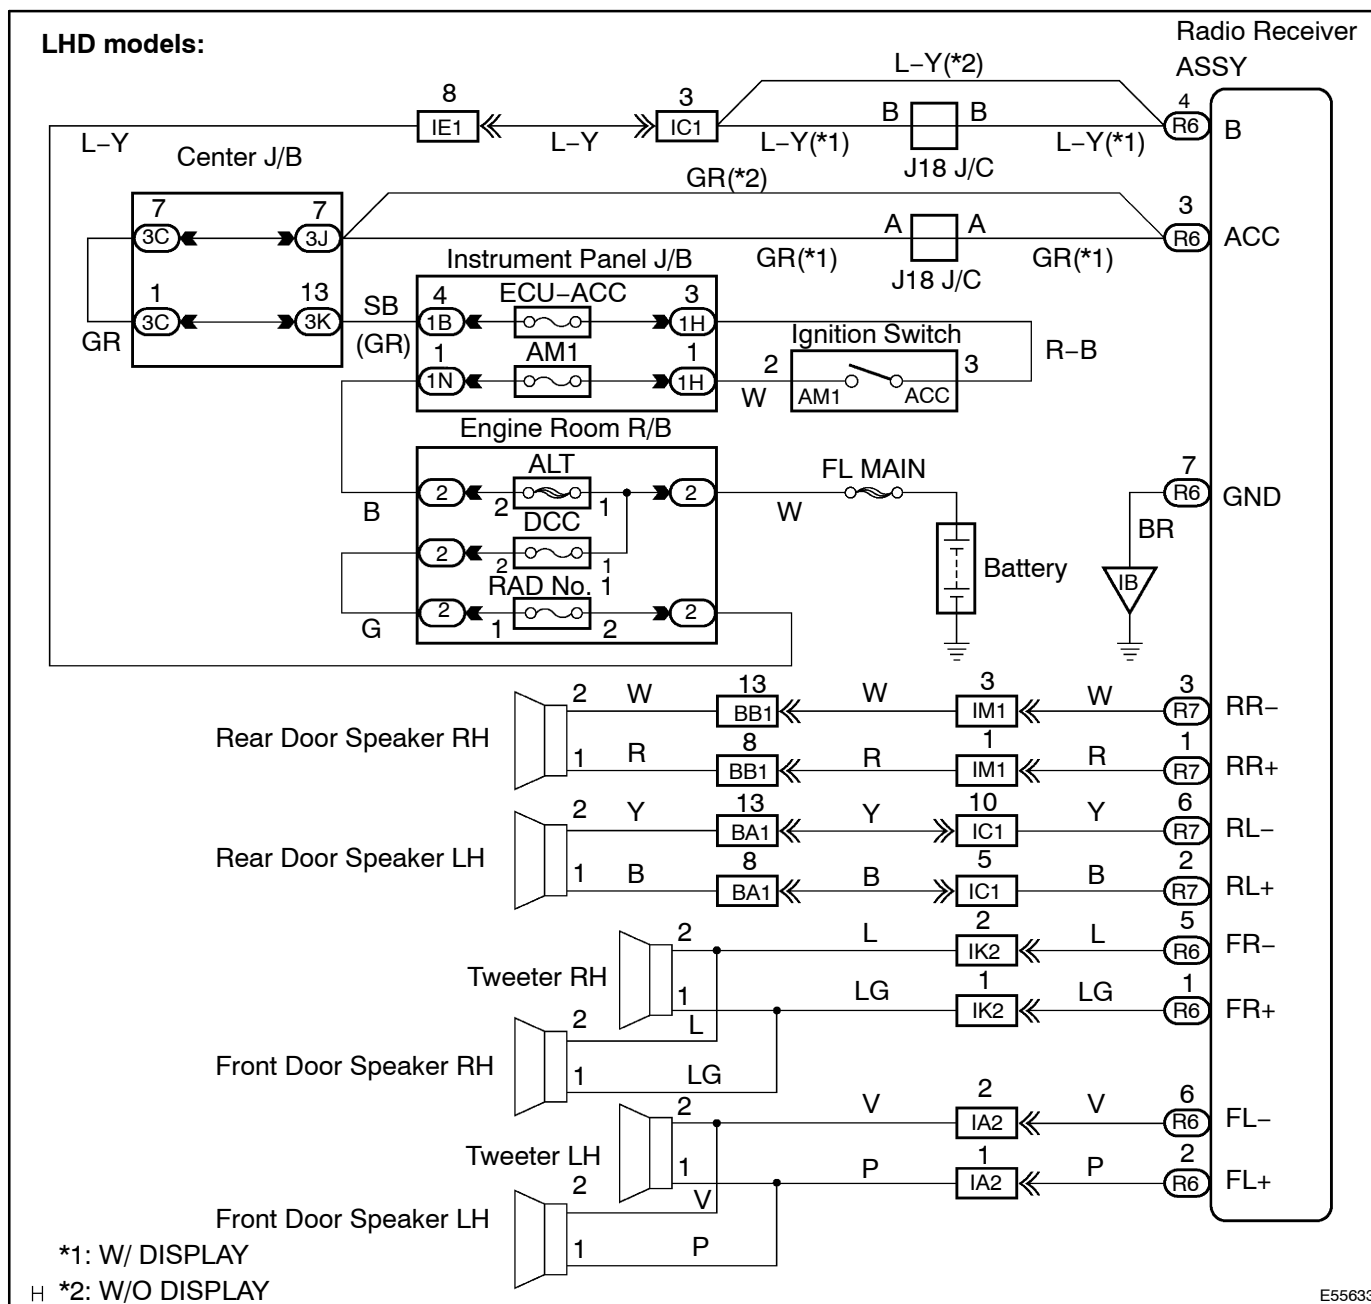 LHD models:
Radio Receiver
ASSY
L–Y(*2)
8
3
4
IE1
IC1
B
B
R6
B
L–Y
L–Y
L–Y(*1)
L–Y(*1)
J18 J/C
Center J/B
GR(*2)
7
7
3
3C
3J
A
A
R6
ACC
GR(*1)
GR(*1)
J18 J/C
Instrument Panel J/B
1
13
SB
4
ECU–ACC
3
3C
3K
1B
1H
Ignition Switch
GR
(GR)
1
AM1
1
2
3
R–B
1N
1H
W
AM1
ACC
Engine Room R/B
ALT
FL MAIN
7
2
2
R6
GND
B
2
1
W
BR
DCC
2
2
1
Battery
IB
RAD No. 1
2
2
G
1
2
2
W
13
W
3
W
3
BB1
IM1
R7
RR–
Rear Door Speaker RH
1
R
8
R
1
R
1
BB1
IM1
R7
RR+
2
Y
13
Y
10
Y
6
BA1
IC1
R7
RL–
Rear Door Speaker LH
1
B
8
B
5
B
2
BA1
IC1
R7
RL+
2
L
2
L
5
IK2
R6
FR–
Tweeter RH
1
LG
1
LG
1
IK2
R6
FR+
2
L
Front Door Speaker RH
1
LG
2
V
2
V
6
IA2
R6
FL–
Tweeter LH
1
P
1
P
2
IA2
R6
FL+
2
V
Front Door Speaker LH
1
P
*1: W/ DISPLAY
H *2: W/O DISPLAY
E55633